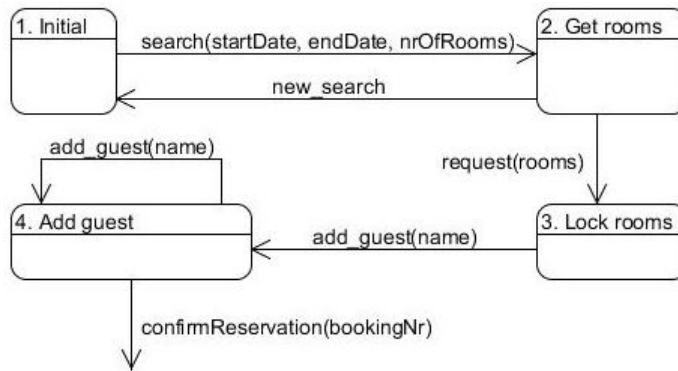 1. Initial
search(startDate, endDate, nrOfRooms)
2. Get rooms
new_search
add_guest(name)
request(rooms)
4. Add guest
add_guest(name)
3. Lock rooms
confirmReservation(bookingNr)